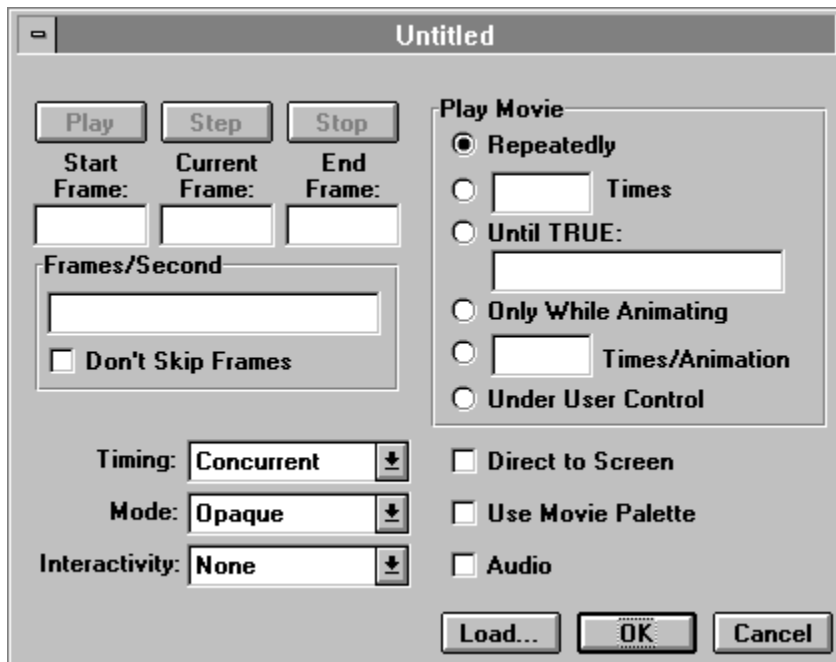 Untitled
Play Step Stop
Start Current End
Frame: Frame: Frame:
Frames/Second
Don't Skip Frames
Timing: Concurrent
Mode: Opaque
Interactivity: None
Play Movie
Repeatedly
Times
Until TRUE:
Only While Animating
Times/Animation
Under User Control
Direct to Screen
Use Movie Palette
Audio
Load... OK Cancel